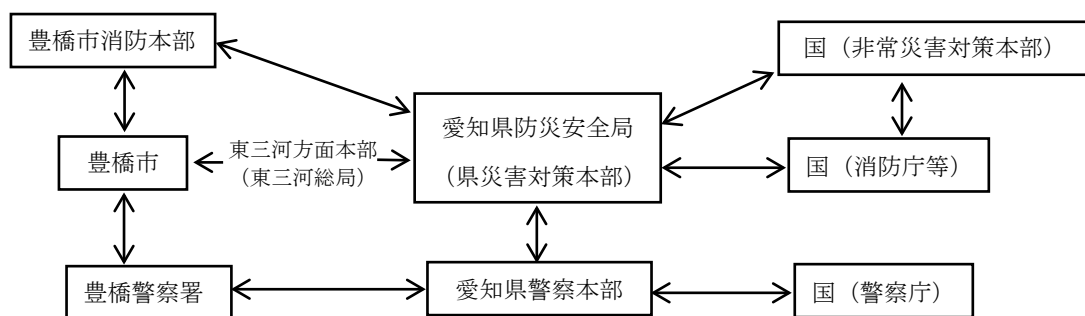 豊橋市消防本部
国（非常災害対策本部）
愛知県防災安全局
（県災害対策本部）
豊橋市
東三河方面本部
（東三河総局）
国（消防庁等）
豊橋警察署
愛知県警察本部
国（警察庁）